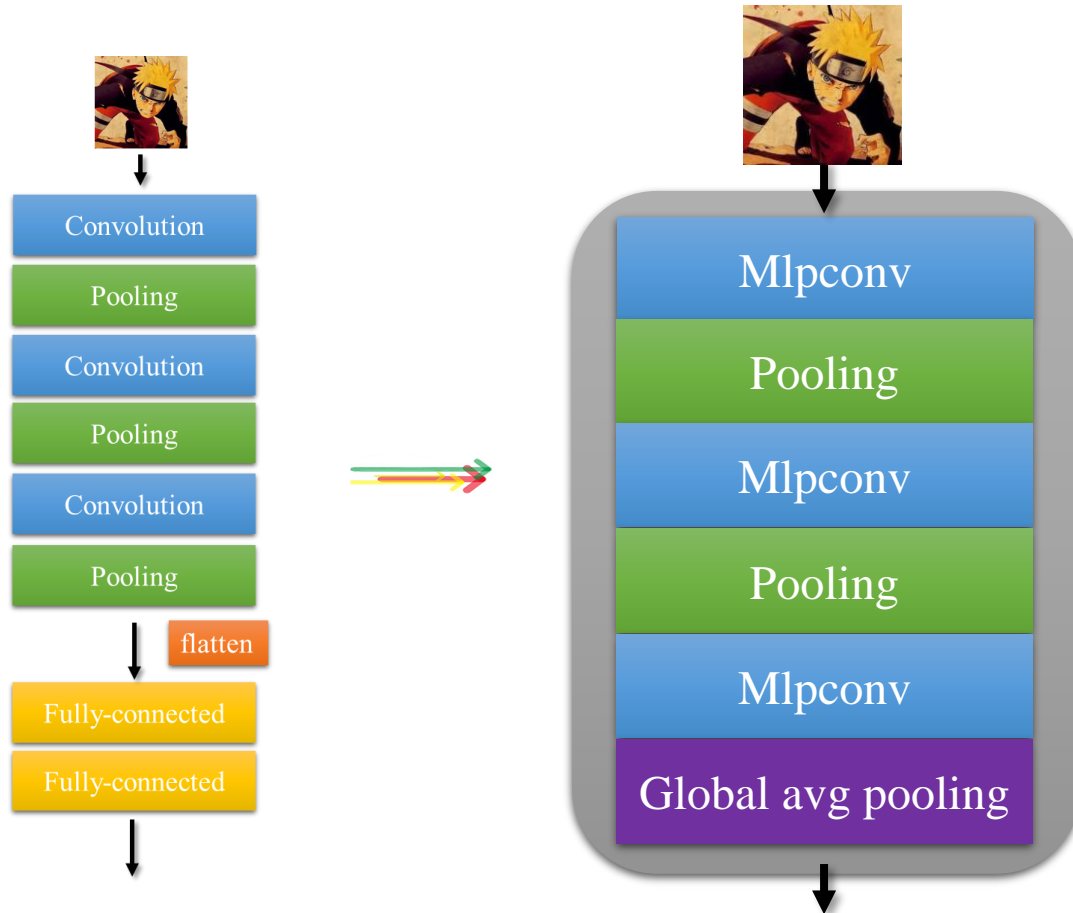 Convolution
Pooling
Convolution
Pooling
Convolution
Pooling
flatten
Fully-connected
Fully-connected
Mlpconv
Pooling
Mlpconv
Pooling
Mlpconv
Global avg pooling